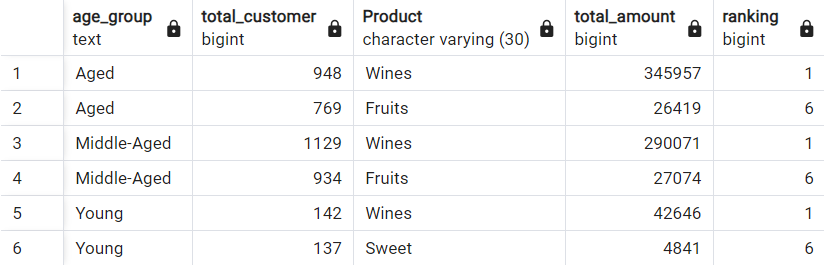 age_group total_customer Product total_amount ranking
text bigint character varying (30) bigint bigint
1 Aged 948 Wines 345957 1
2 Aged 769 Fruits 26419 6
3 Middle-Aged 1129 Wines 290071 1
4 Middle-Aged 934 Fruits 27074 6
5 Young 142 Wines 42646 1
6 Young 137 Sweet 4841 6